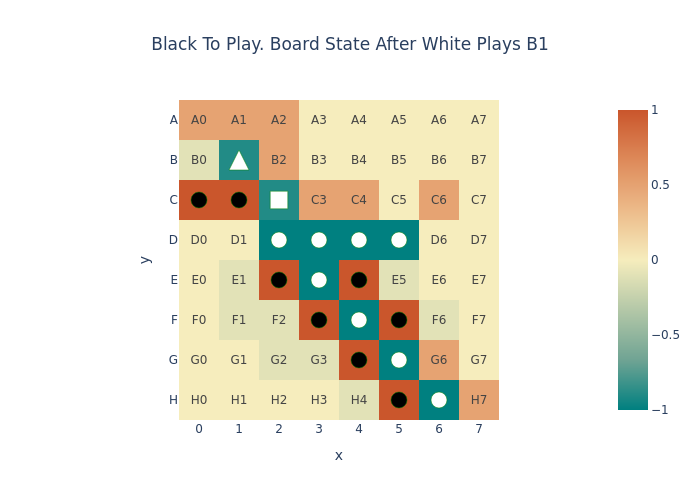 Black To Play. Board State After White Plays B1
A A0 A1 A2 A3 A4 A5 A6 A7 1
B B0 B2 B3 B4 B5 B6 B7
0.5
C C3 C4 C5 C6 C7
D D0 D1 D6 D7
y 0
E E0 E1 E5 E6 E7
F F0 F1 F2 F6 F7
−0.5
G G0 G1 G2 G3 G6 G7
H H0 H1 H2 H3 H4 H7 −1
0 1 2 3 4 5 6 7
x